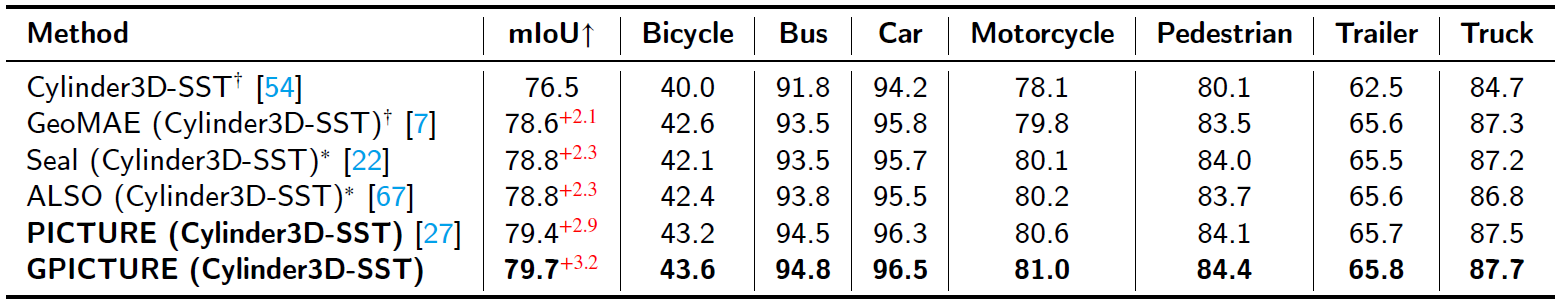 Method mIoU↑ Bicycle Bus Car Motorcycle Pedestrian Trailer Truck
Cylinder3D-SST† [54] 76.5 40.0 91.8 94.2 78.1 80.1 62.5 84.7
GeoMAE (Cylinder3D-SST)† [7] 78.6+2.1 42.6 93.5 95.8 79.8 83.5 65.6 87.3
Seal (Cylinder3D-SST)* [22] 78.8+2.3 42.1 93.5 95.7 80.1 84.0 65.5 87.2
ALSO (Cylinder3D-SST)* [67] 78.8+2.3 42.4 93.8 95.5 80.2 83.7 65.6 86.8
PICTURE (Cylinder3D-SST) [27] 79.4+2.9 43.2 94.5 96.3 80.6 84.1 65.7 87.5
GPICTURE (Cylinder3D-SST) 79.7+3.2 43.6 94.8 96.5 81.0 84.4 65.8 87.7